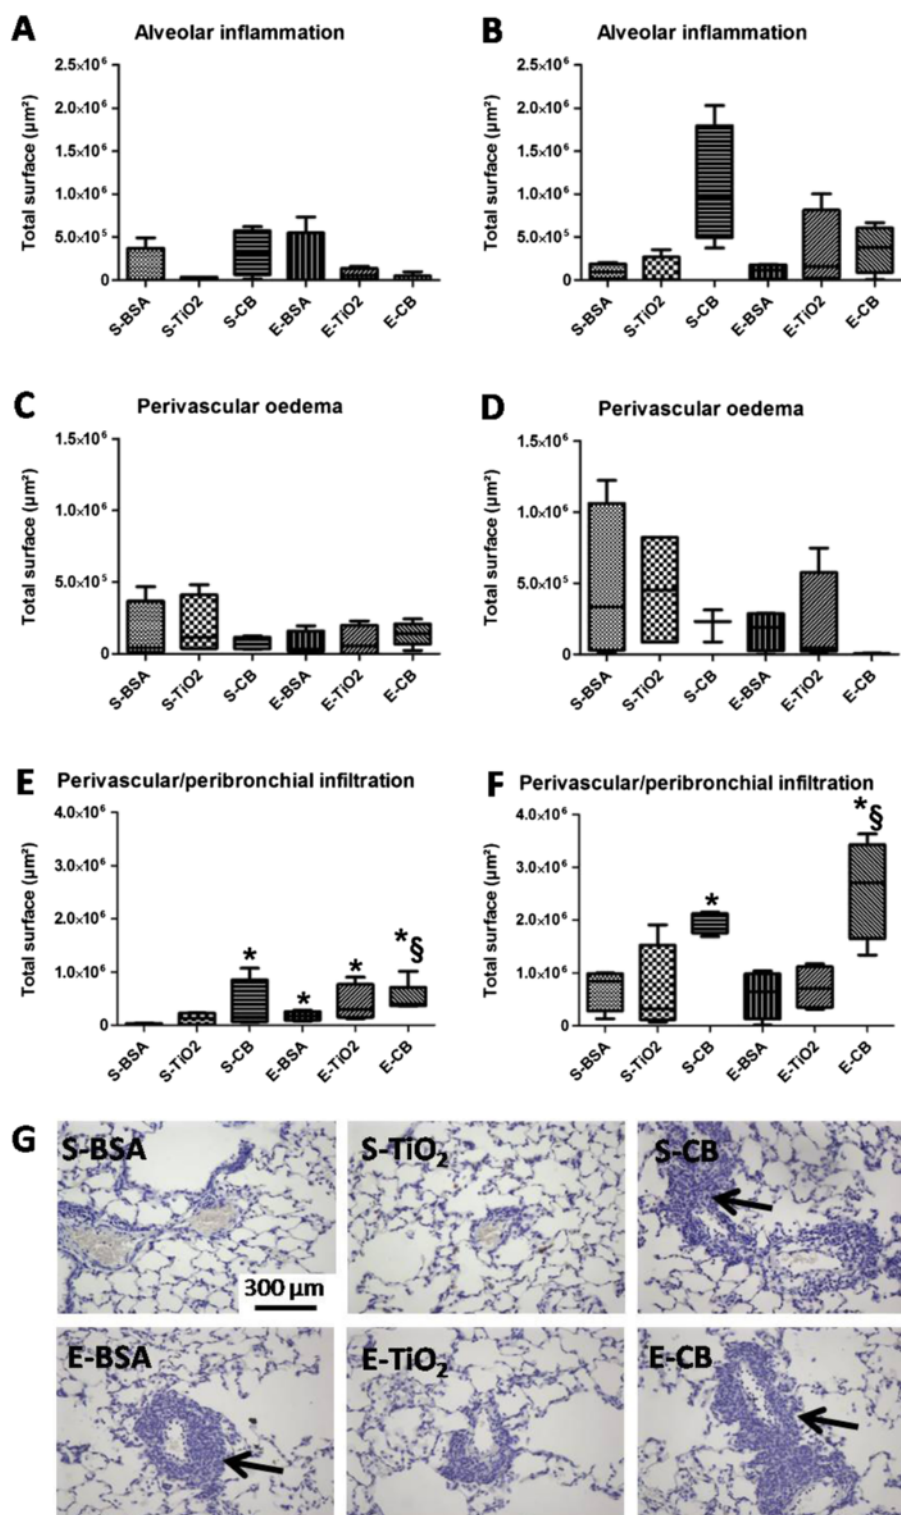 A
Alveolar inflammation
Total surface (µm²)
2.5×10⁶
2.0×10⁶
1.5×10⁶
1.0×10⁶
5.0×10⁵
0
S-BSA
S-TiO2
S-CB
E-BSA
E-TiO2
E-CB
B
Alveolar inflammation
Total surface (µm²)
2.5×10⁶
2.0×10⁶
1.5×10⁶
1.0×10⁶
5.0×10⁵
0
S-BSA
S-TiO2
S-CB
E-BSA
E-TiO2
E-CB
C
Perivascular oedema
Total surface (µm²)
1.5×10⁶
1.0×10⁶
5.0×10⁵
0
S-BSA
S-TiO2
S-CB
E-BSA
E-TiO2
E-CB
D
Perivascular oedema
Total surface (µm²)
1.5×10⁶
1.0×10⁶
5.0×10⁵
0
S-BSA
S-TiO2
S-CB
E-BSA
E-TiO2
E-CB
E
Perivascular/peribronchial infiltration
Total surface (µm²)
4.0×10⁶
3.0×10⁶
2.0×10⁶
1.0×10⁶
0
*
*
*
*§
S-BSA
S-TiO2
S-CB
E-BSA
E-TiO2
E-CB
F
Perivascular/peribronchial infiltration
Total surface (µm²)
4.0×10⁶
3.0×10⁶
2.0×10⁶
1.0×10⁶
0
*
*§
S-BSA
S-TiO2
S-CB
E-BSA
E-TiO2
E-CB
G
S-BSA
300 µm
S-TiO₂
S-CB
E-BSA
E-TiO₂
E-CB